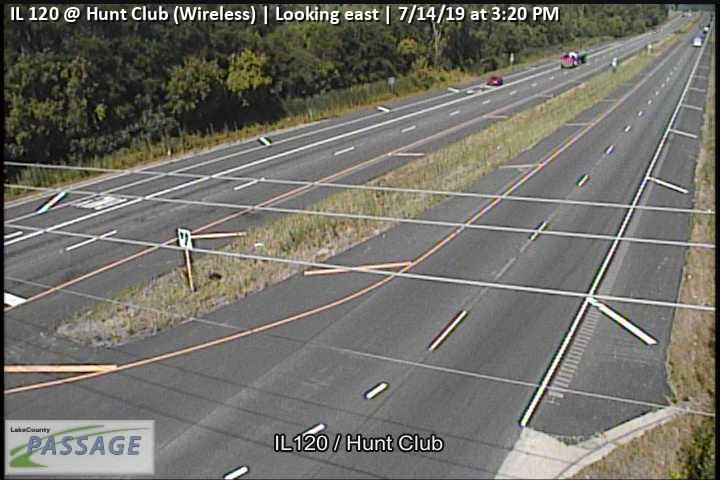 IL 120 @ Hunt Club (Wireless) | Looking east | 7/14/19 at 3:20 PM
LakeCounty
PASSAGE
IL120 / Hunt Club